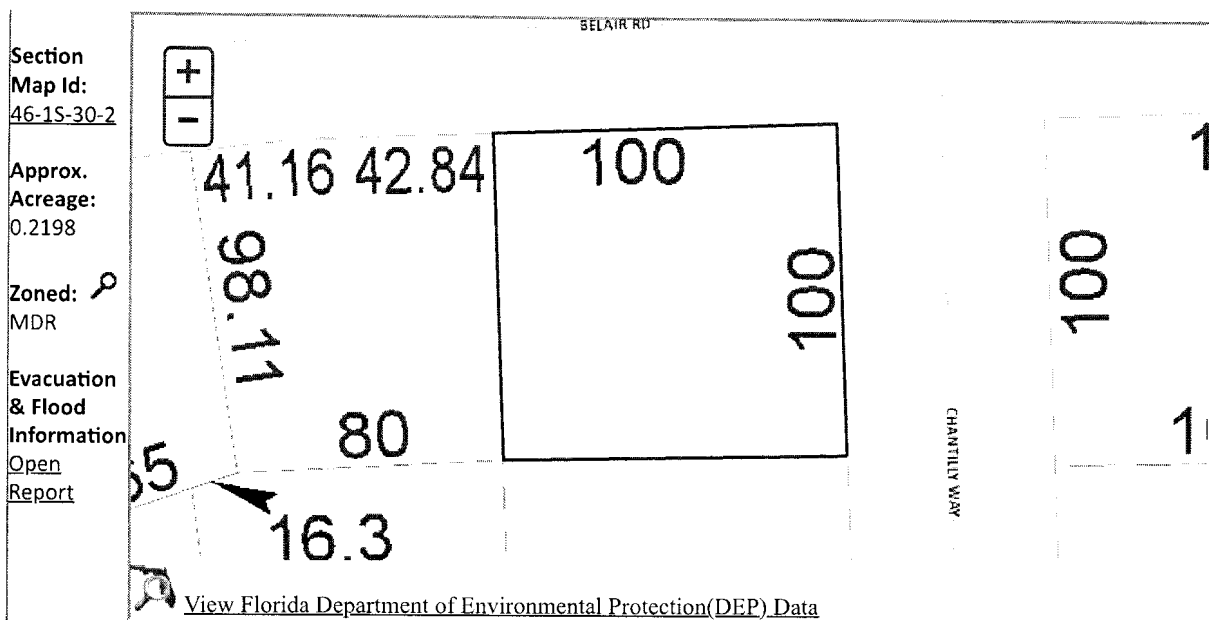 Section
Map Id:
46-1S-30-2
Approx.
Acreage:
0.2198
Zoned:
MDR
Evacuation
& Flood
Information
Open
Report
BELAIR RD
+
−
41.16 42.84
100
98.11
100
80
16.3
100
CHANTILLY WAY
View Florida Department of Environmental Protection(DEP) Data